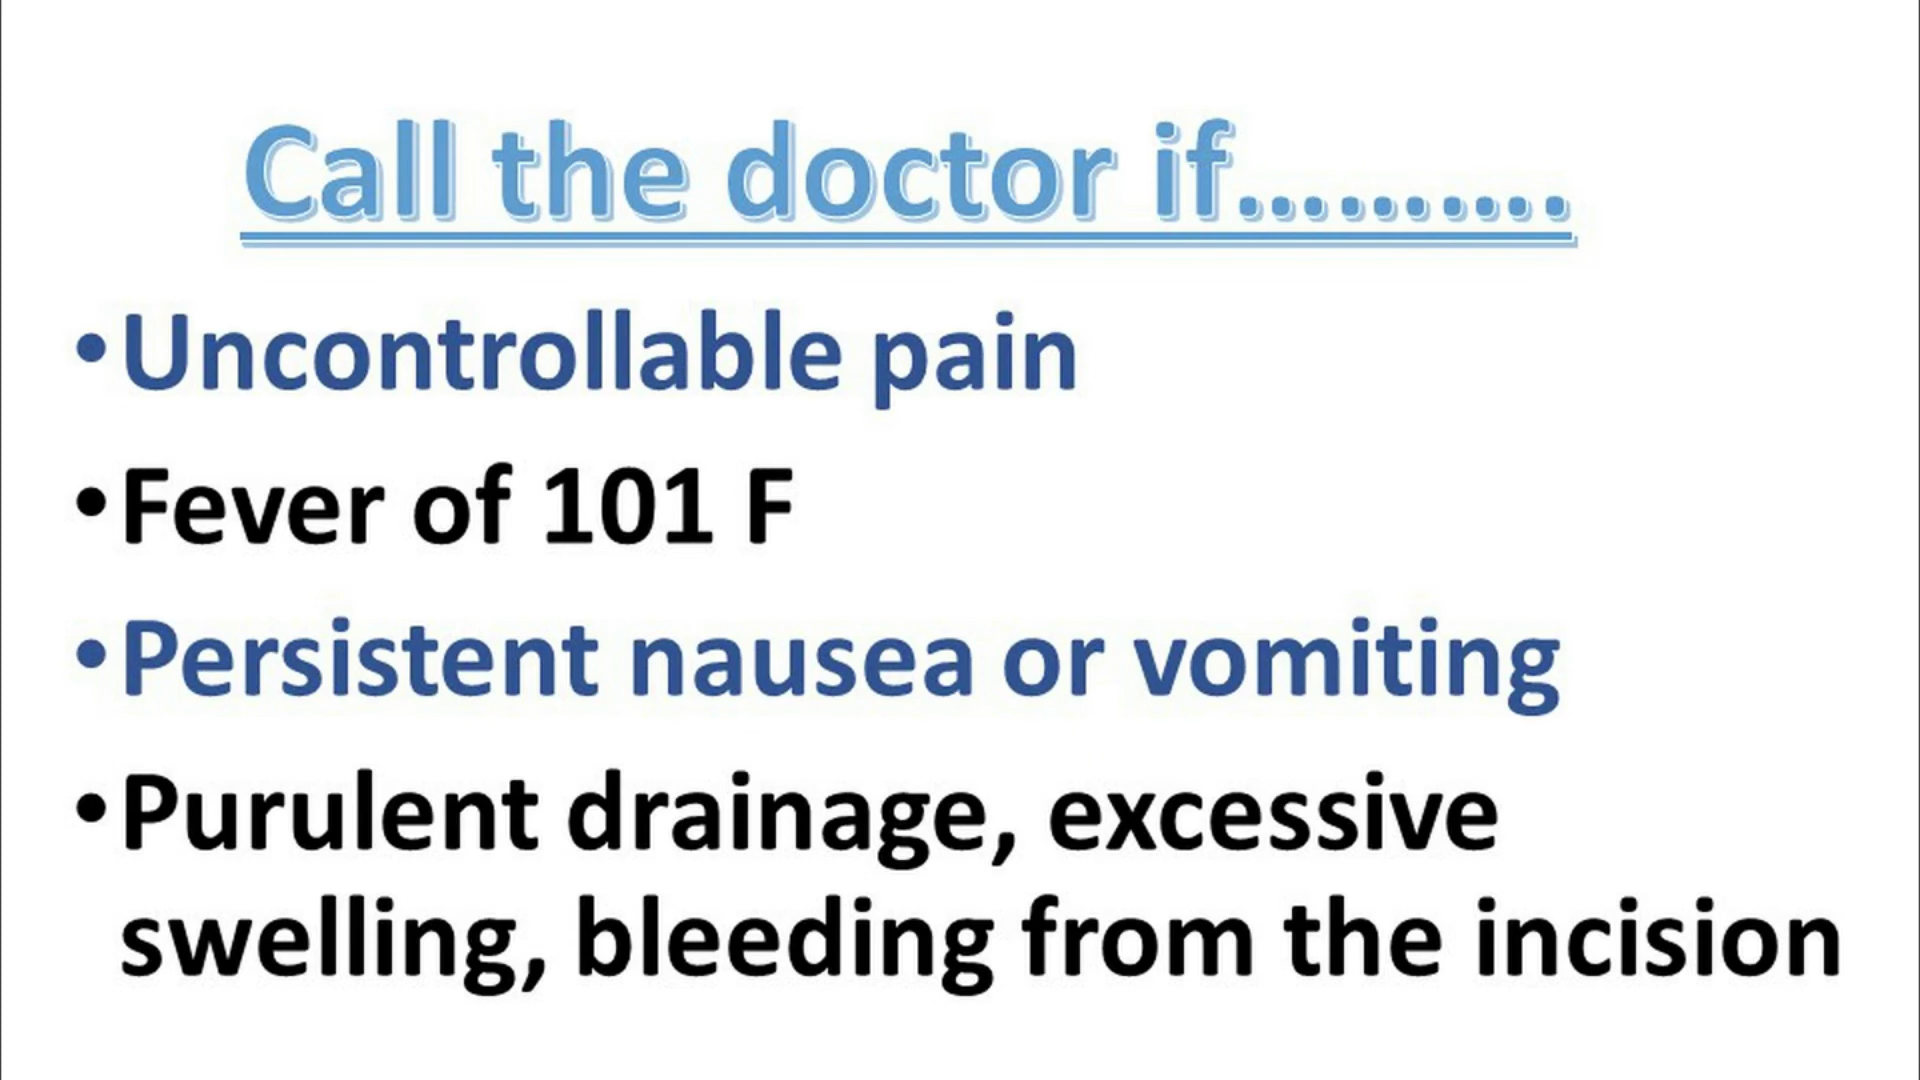 Call the doctor if..........
•Uncontrollable pain
•Fever of 101 F
•Persistent nausea or vomiting
•Purulent drainage, excessive
swelling, bleeding from the incision